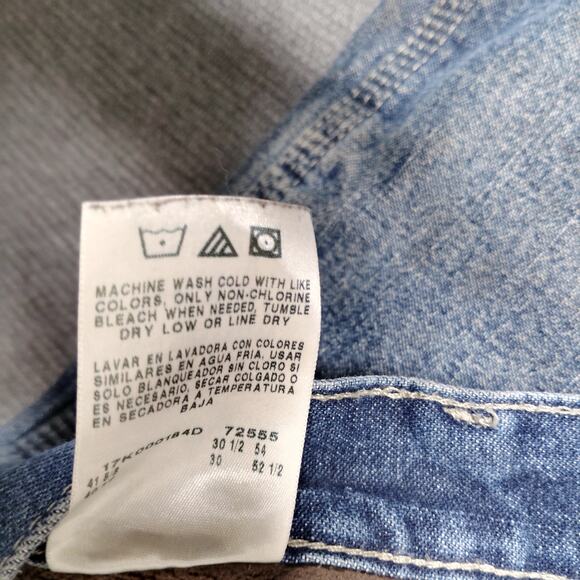 MACHINE WASH COLD WITH LIKE
COLORS, ONLY NON-CHLORINE
BLEACH WHEN NEEDED, TUMBLE
DRY LOW OR LINE DRY
LAVAR EN LAVADORA CON COLORES
SIMILARES EN AGUA FRIA, USAR
SOLO BLANQUEADOR SIN CLORO SI
ES NECESARIO, SECAR COLGADO O
EN SECADORA A TEMPERATURA
BAJA
17K000184D 72555
41 30 1/2 54
30 52 1/2